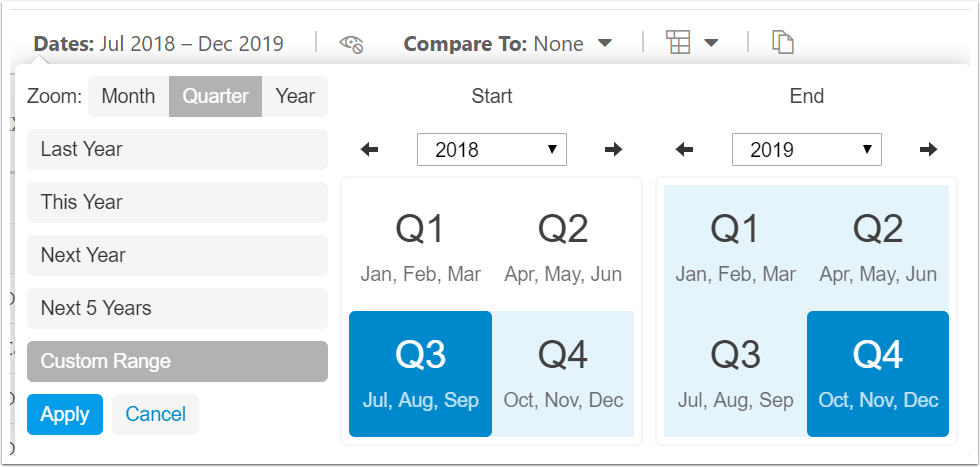 Dates: Jul 2018 – Dec 2019 Compare To: None
Zoom: Month Quarter Year
Start
End
Last Year
This Year
Next Year
Next 5 Years
Custom Range
Apply Cancel
2018
Q1 Q2
Jan, Feb, Mar Apr, May, Jun
Q3 Q4
Jul, Aug, Sep Oct, Nov, Dec
2019
Q1 Q2
Jan, Feb, Mar Apr, May, Jun
Q3 Q4
Jul, Aug, Sep Oct, Nov, Dec